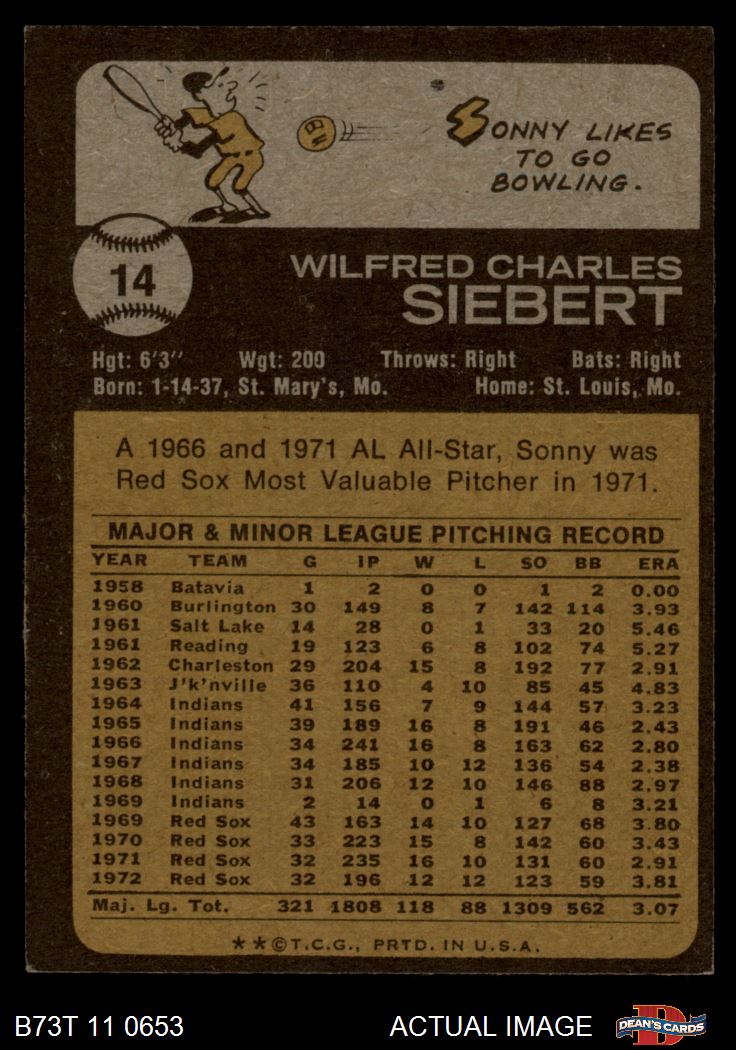 SONNY LIKES
TO GO
BOWLING.
14
WILFRED CHARLES
SIEBERT
Hgt: 6'3" Wgt: 200 Throws: Right Bats: Right
Born: 1-14-37, St. Mary's, Mo. Home: St. Louis, Mo.
A 1966 and 1971 AL All-Star, Sonny was
Red Sox Most Valuable Pitcher in 1971.
MAJOR & MINOR LEAGUE PITCHING RECORD
YEAR TEAM G IP W L SO BB ERA
1958 Batavia 1 2 0 0 1 2 0.00
1960 Burlington 30 149 8 7 142 114 3.93
1961 Salt Lake 14 28 0 1 33 20 5.46
1961 Reading 19 123 6 8 102 74 5.27
1962 Charleston 29 204 15 8 192 77 2.91
1963 J'k'nville 36 110 4 10 85 45 4.83
1964 Indians 41 156 7 9 144 57 3.23
1965 Indians 39 189 16 8 191 46 2.43
1966 Indians 34 241 16 8 163 62 2.80
1967 Indians 34 185 10 12 136 54 2.38
1968 Indians 31 206 12 10 146 88 2.97
1969 Indians 2 14 0 1 6 8 3.21
1969 Red Sox 43 163 14 10 127 68 3.80
1970 Red Sox 33 223 15 8 142 60 3.43
1971 Red Sox 32 235 16 10 131 60 2.91
1972 Red Sox 32 196 12 12 123 59 3.81
Maj. Lg. Tot. 321 1808 118 88 1309 562 3.07
**©T.C.G., PRTD. IN U.S.A.
B73T 11 0653 ACTUAL IMAGE D DEAN'S CARDS